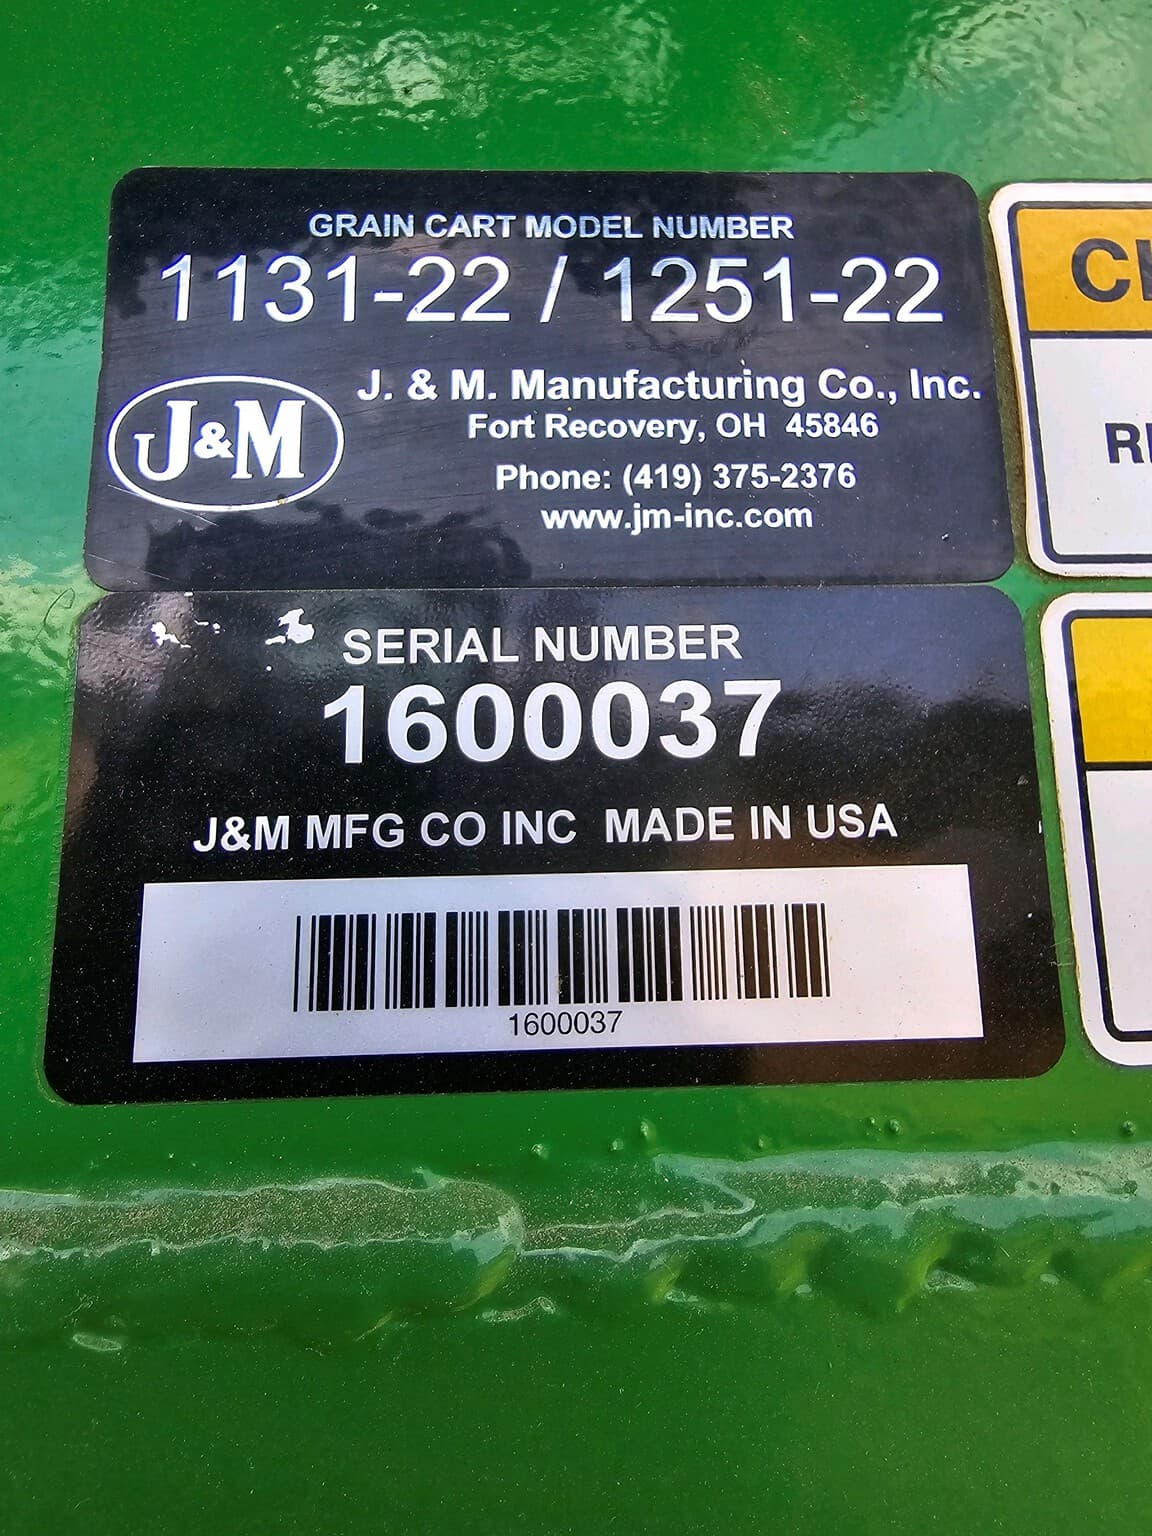 GRAIN CART MODEL NUMBER
1131-22 / 1251-22
J&M
J. & M. Manufacturing Co., Inc.
Fort Recovery, OH 45846
Phone: (419) 375-2376
www.jm-inc.com
SERIAL NUMBER
1600037
J&M MFG CO INC MADE IN USA
1600037